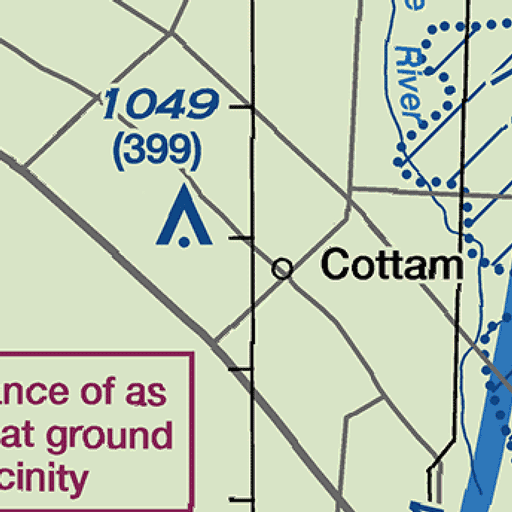 River
1049
(399)
Cottam
ance of as
at ground
cinity